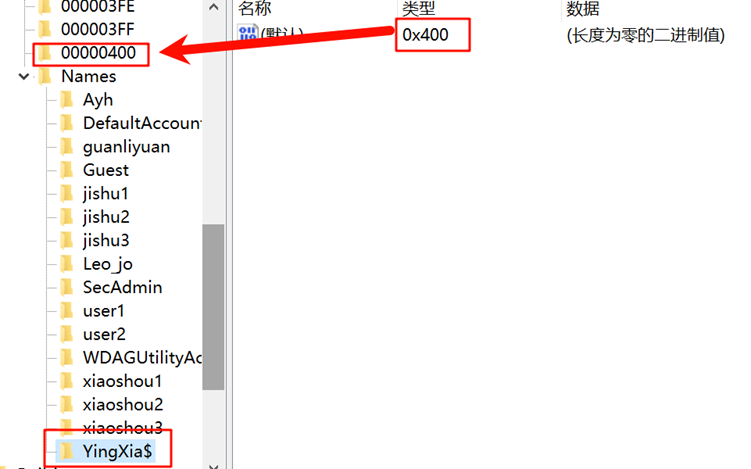 000003FE
000003FF
00000400
Names
Ayh
DefaultAccount
guanliyuan
Guest
jishu1
jishu2
jishu3
Leo_jo
SecAdmin
user1
user2
WDAGUtilityAc
xiaoshou1
xiaoshou2
xiaoshou3
YingXia$
名称 类型 数据
(默认) 0x400 (长度为零的二进制值)